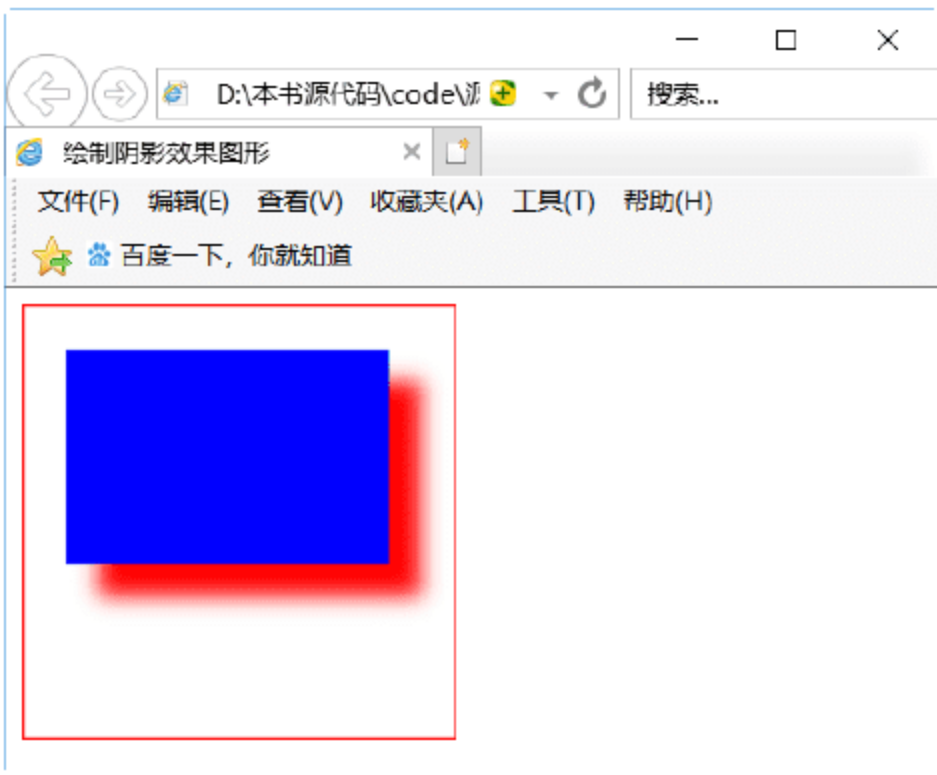 D:\本书源代码\code\源
搜索...
绘制阴影效果图形
文件(F) 编辑(E) 查看(V) 收藏夹(A) 工具(T) 帮助(H)
百度一下，你就知道